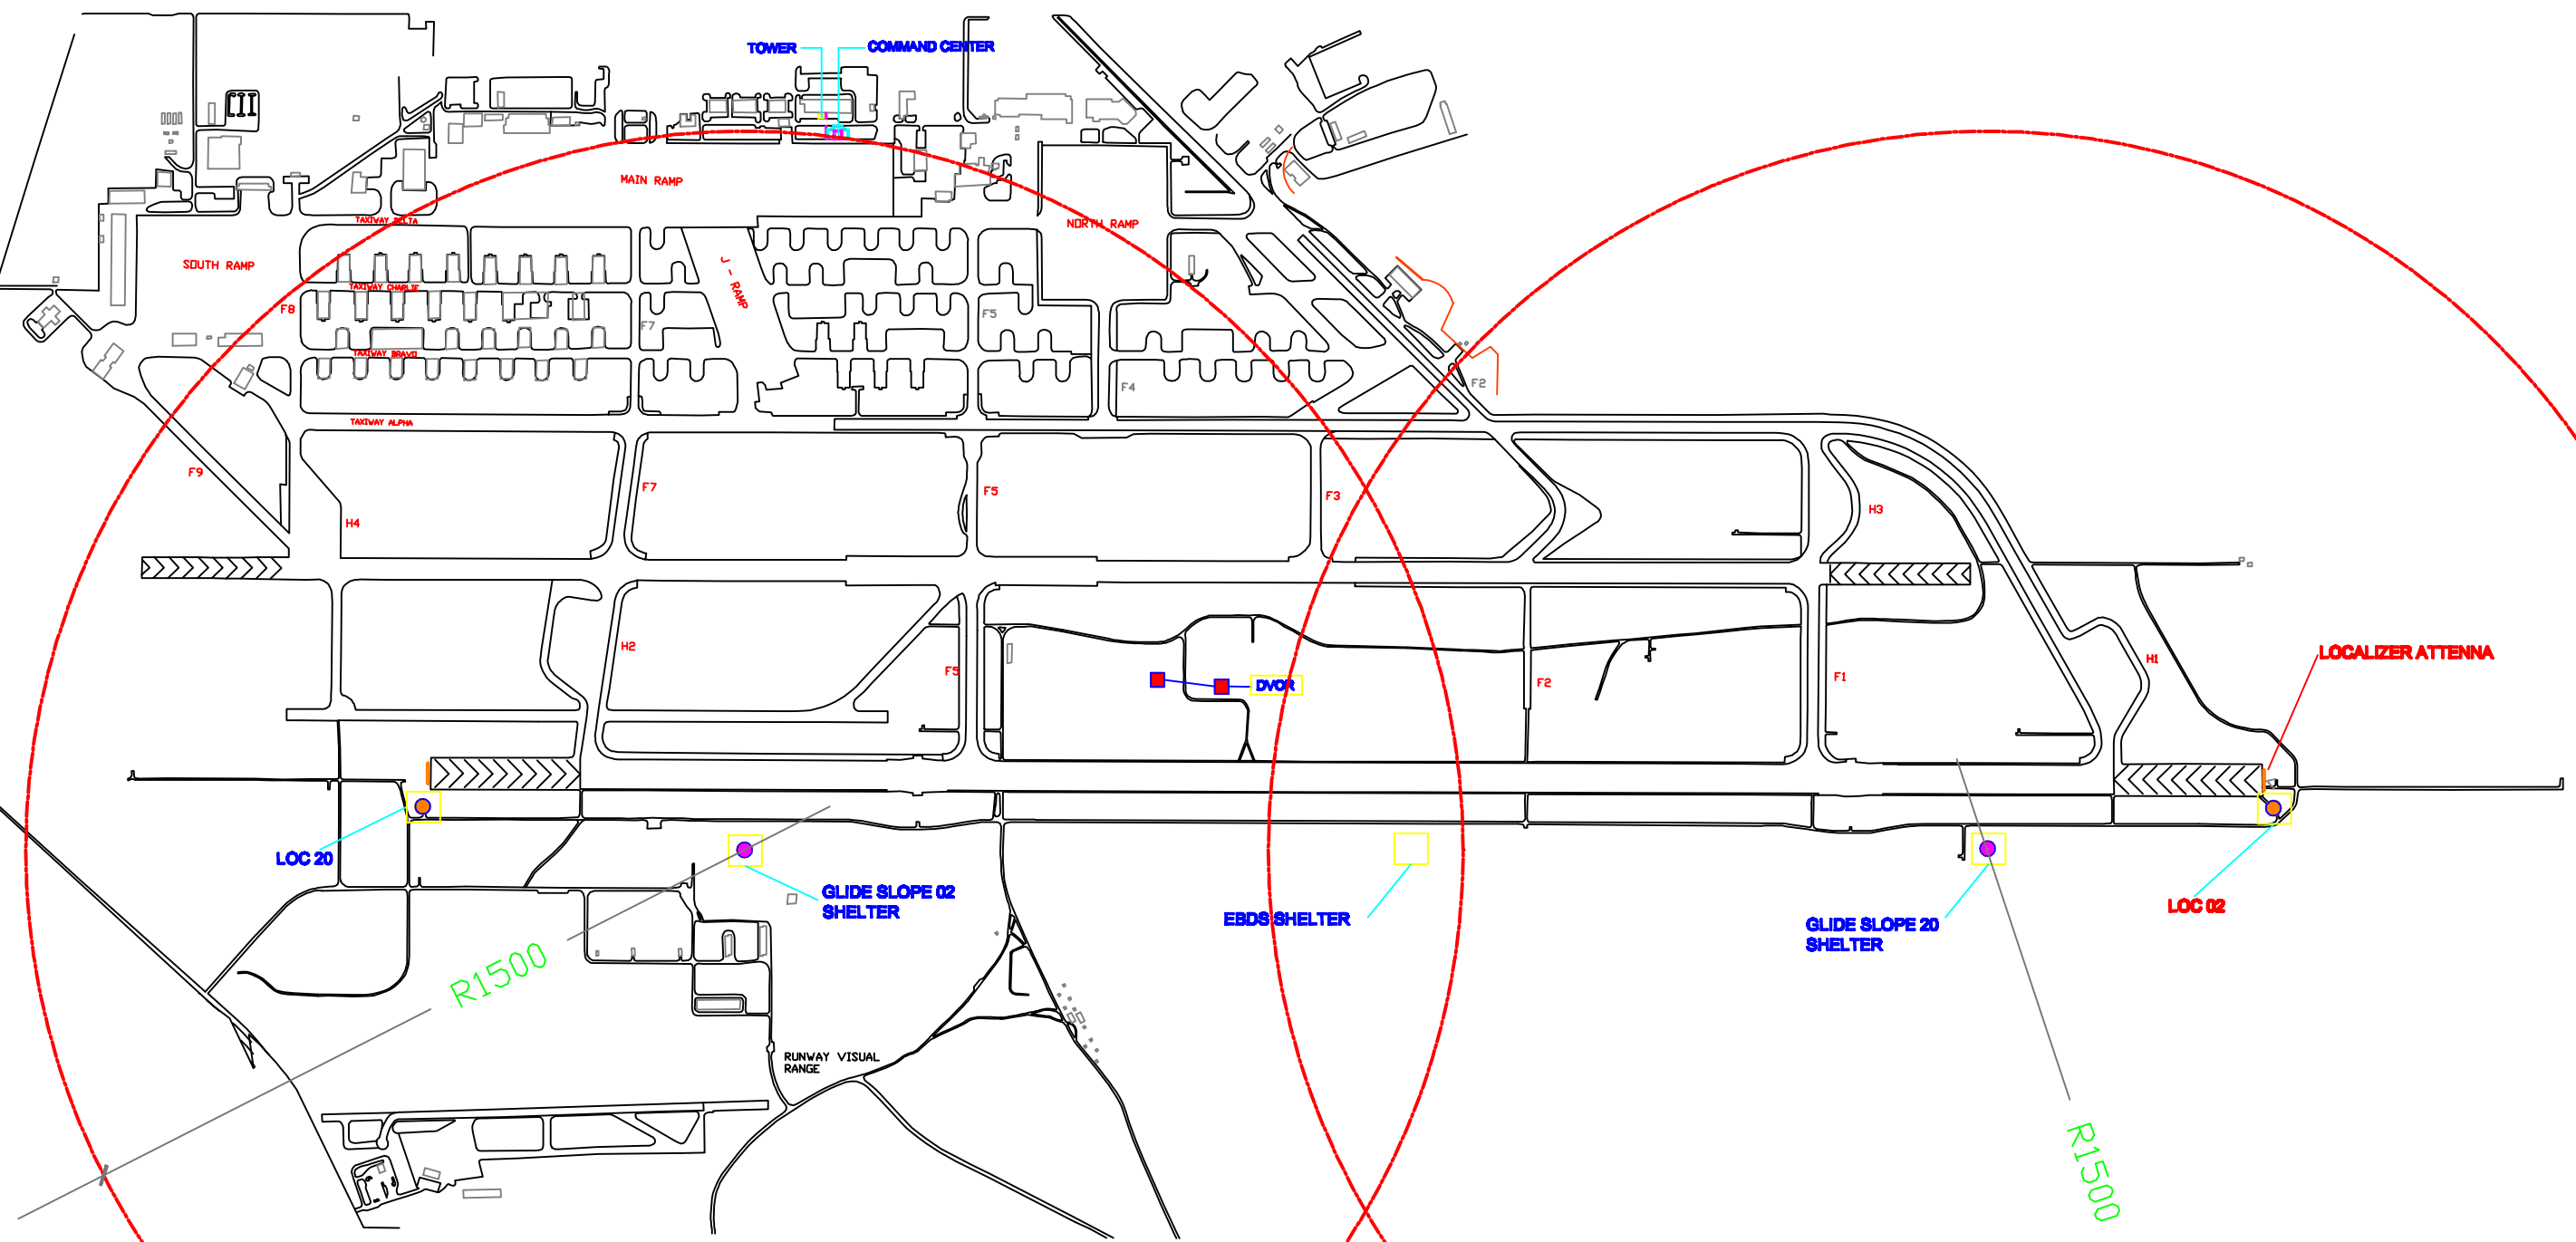 TOWER
COMMAND CENTER
MAIN RAMP
TAXIWAY DELTA
NORTH RAMP
SOUTH RAMP
J - RAMP
TAXIWAY CHARLIE
F8
F7
F5
TAXIWAY BRAVO
F4
F2
TAXIWAY ALPHA
F9
F7
F5
F3
H3
H4
H2
F5
DVOR
F2
F1
H1
LOCALIZER ATTENNA
LOC 20
GLIDE SLOPE 02
SHELTER
EBDS SHELTER
GLIDE SLOPE 20
SHELTER
LOC 02
R1500
RUNWAY VISUAL
RANGE
R1500